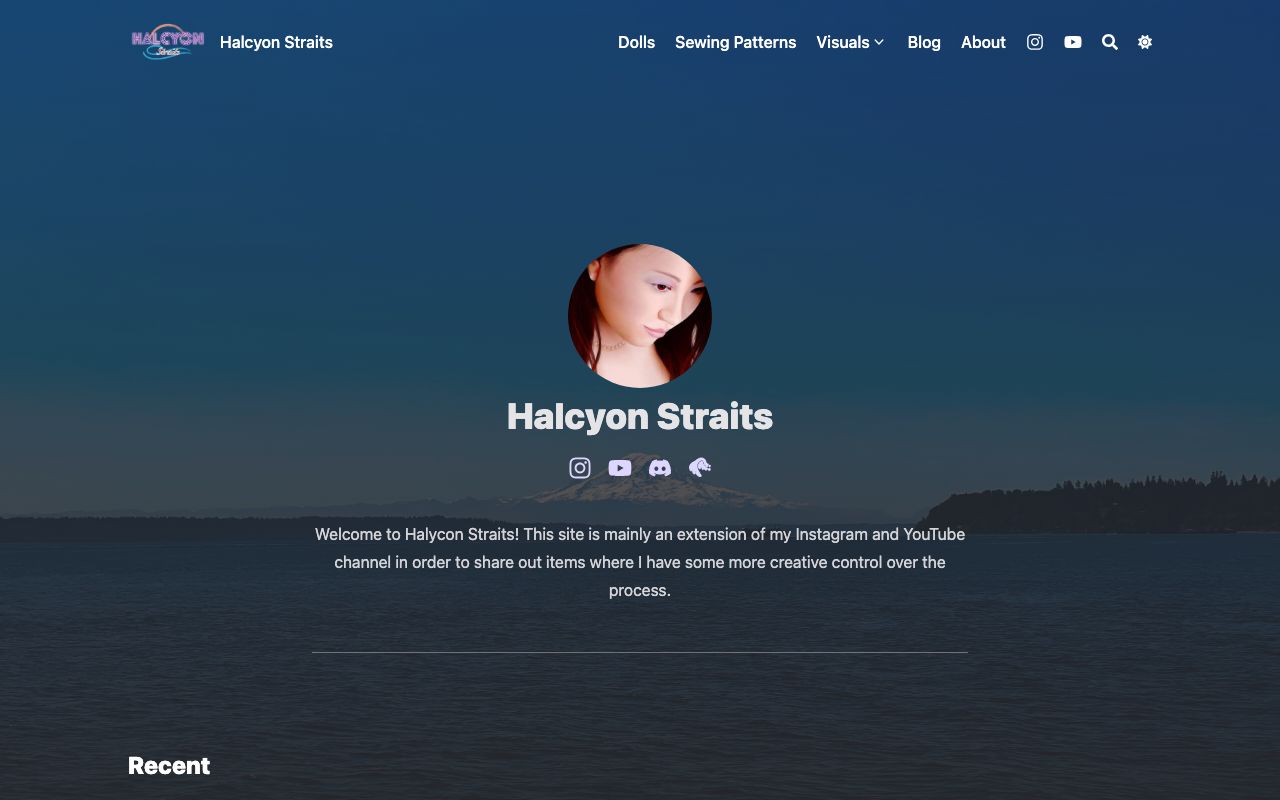 HALCYON
Straits
Halcyon Straits
Dolls
Sewing Patterns
Visuals
Blog
About
Halcyon Straits
Welcome to Halycon Straits! This site is mainly an extension of my Instagram and YouTube
channel in order to share out items where I have some more creative control over the
process.
Recent